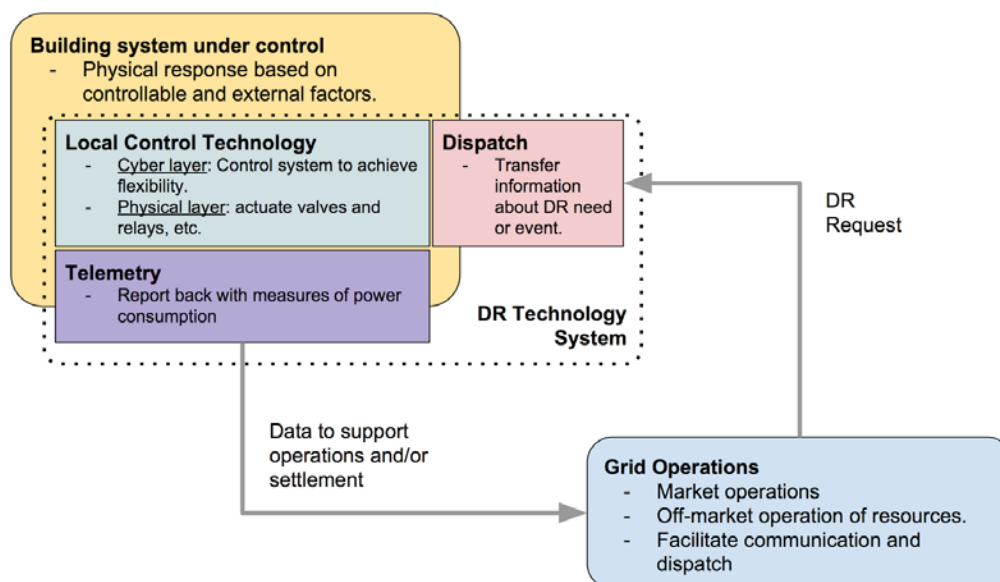 Building system under control
- Physical response based on
controllable and external factors.
Local Control Technology
- Cyber layer: Control system to achieve
flexibility.
- Physical layer: actuate valves and
relays, etc.
Dispatch
- Transfer
information
about DR need
or event.
Telemetry
- Report back with measures of power
consumption
DR Technology
System
DR
Request
Data to support
operations and/or
settlement
Grid Operations
- Market operations
- Off-market operation of resources.
- Facilitate communication and
dispatch